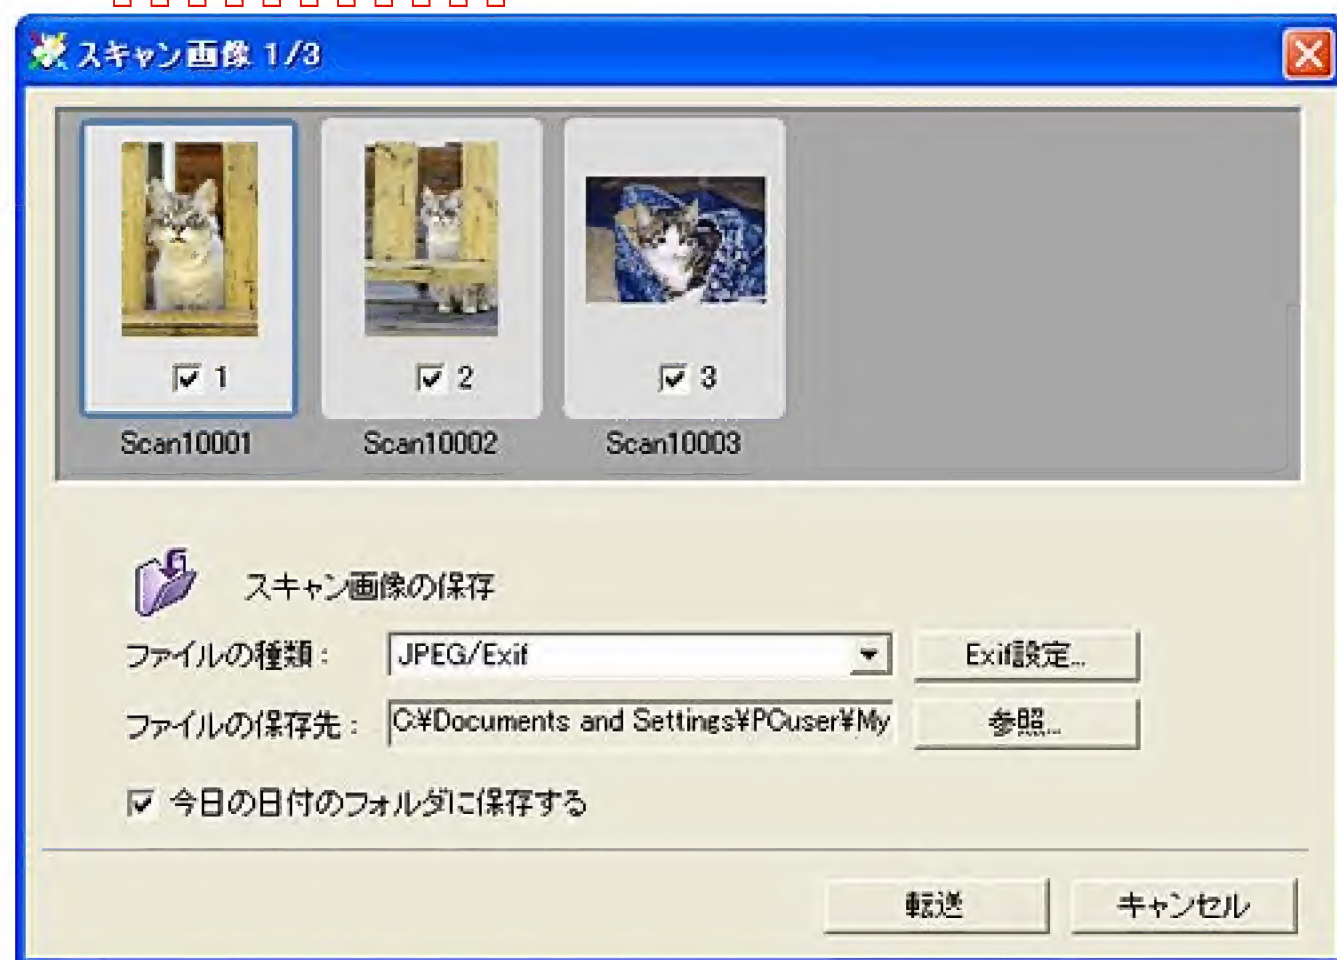 スキャン画像 1/3
1
2
3
Scan10001
Scan10002
Scan10003
スキャン画像の保存
ファイルの種類：
JPEG/Exif
Exif設定...
ファイルの保存先：
C:¥Documents and Settings¥PCuser¥My
参照...
今日の日付のフォルダに保存する
転送
キャンセル